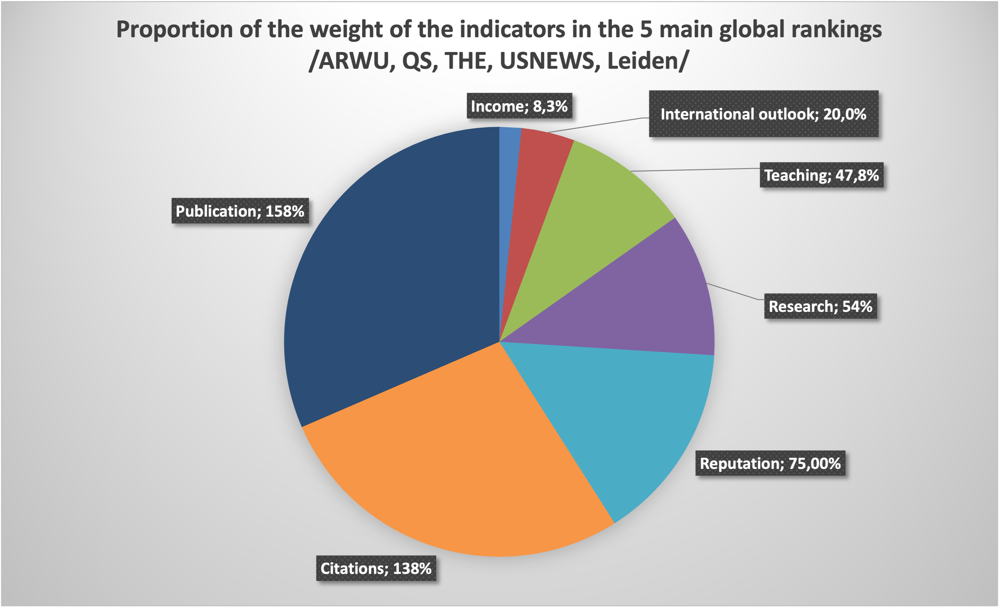 Proportion of the weight of the indicators in the 5 main global rankings
/ARWU, QS, THE, USNEWS, Leiden/
Income; 8,3%
International outlook; 20,0%
Teaching; 47,8%
Publication; 158%
Research; 54%
Reputation; 75,00%
Citations; 138%